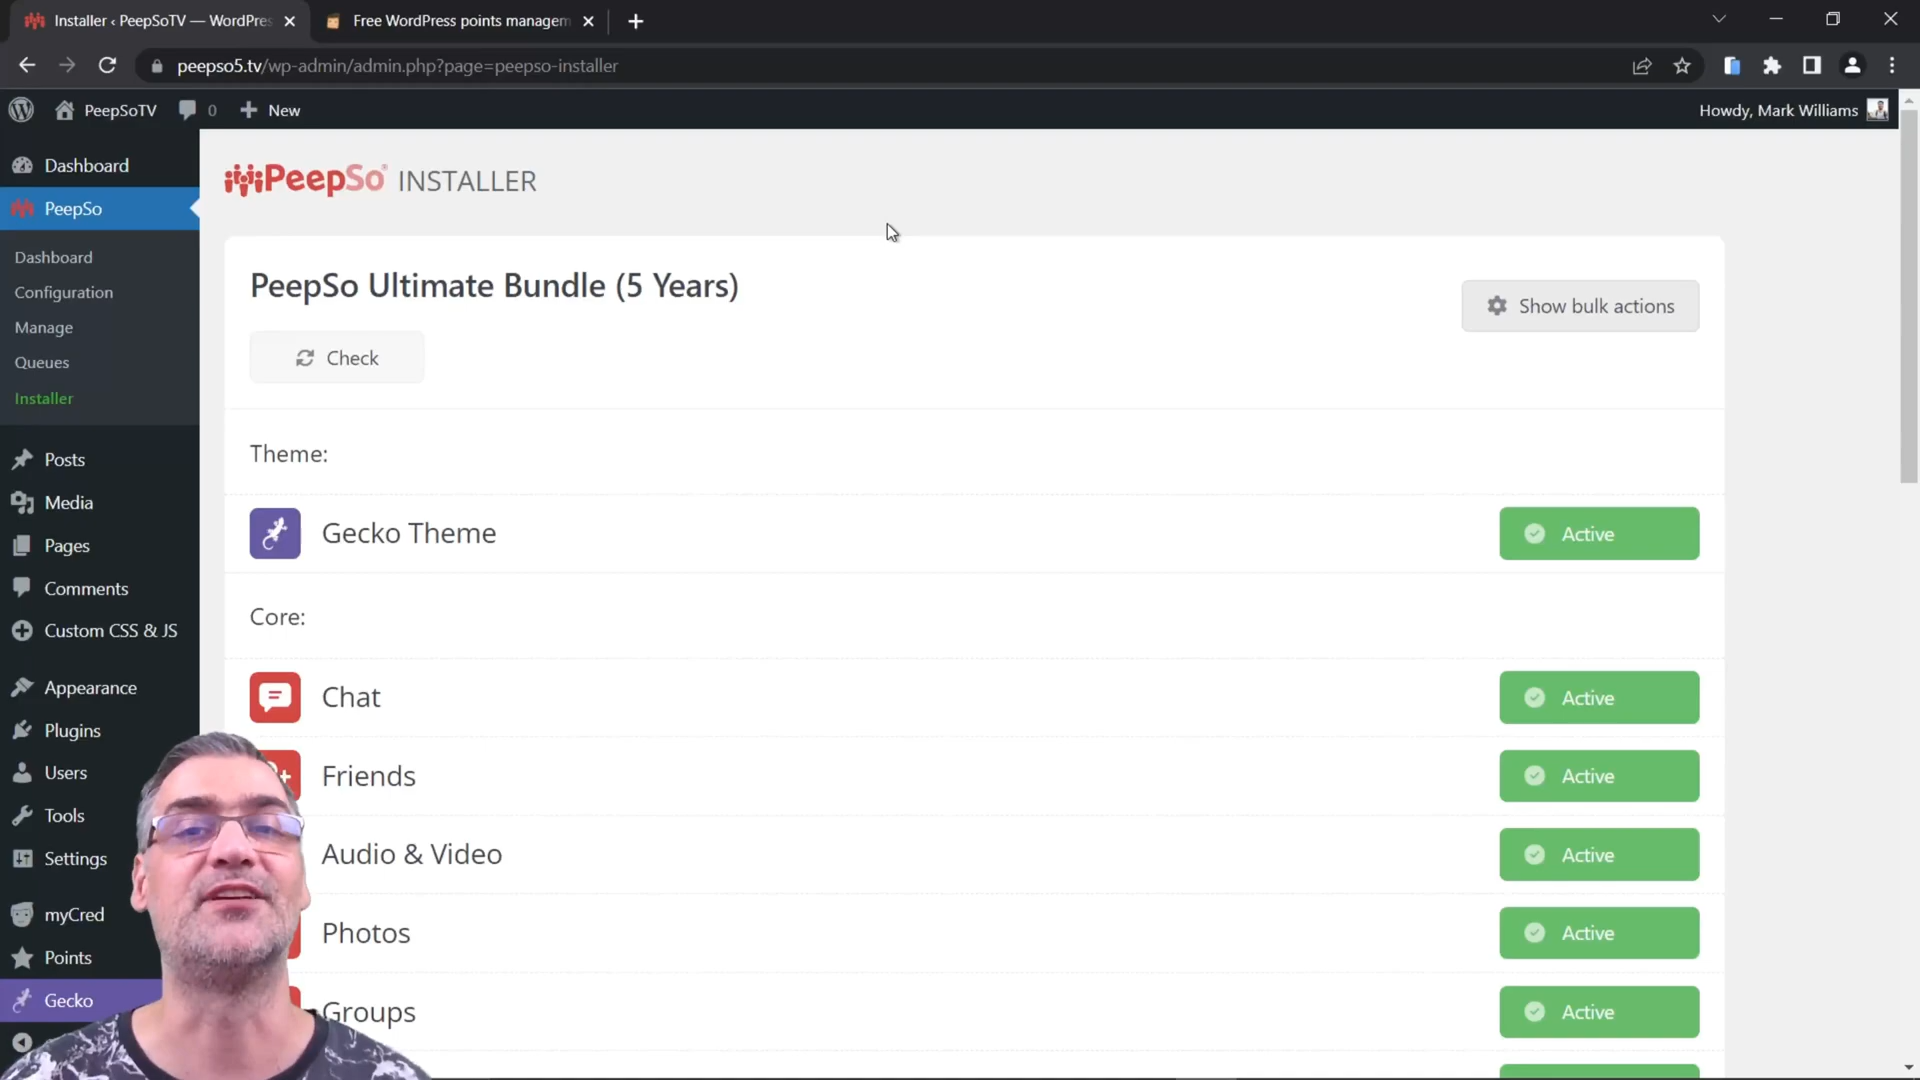 Installer ‹ PeepSoTV — WordPres
Free WordPress points managem
peepso5.tv/wp-admin/admin.php?page=peepso-installer
PeepSoTV
0
New
Howdy, Mark Williams
Dashboard
PeepSo
Dashboard
Configuration
Manage
Queues
Installer
Posts
Media
Pages
Comments
Custom CSS & JS
Appearance
Plugins
Users
Tools
Settings
myCred
Points
Gecko
PeepSo® INSTALLER
PeepSo Ultimate Bundle (5 Years)
Show bulk actions
Check
Theme:
Gecko Theme
Active
Core:
Chat
Active
Friends
Active
Audio & Video
Active
Photos
Active
Groups
Active